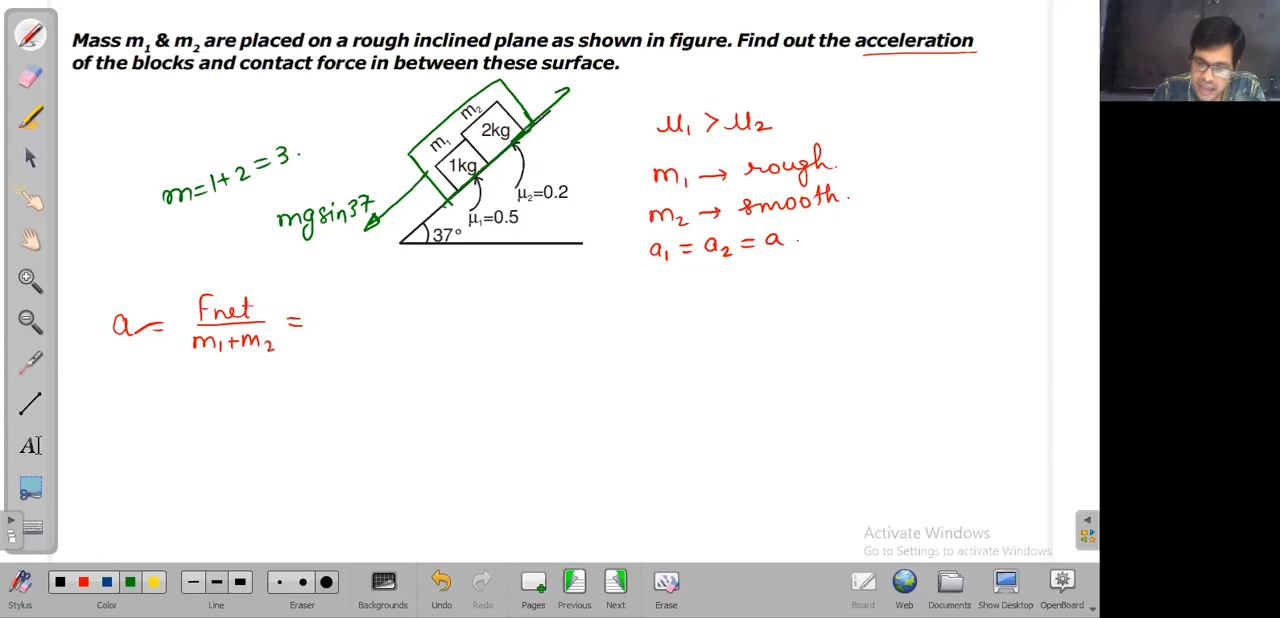 Mass m₁ & m₂ are placed on a rough inclined plane as shown in figure. Find out the acceleration
of the blocks and contact force in between these surface.
m₂
2kg
m₁
1kg
μ₂=0.2
μ₁=0.5
37°
m=1+2=3.
mgsin37
μ₁ > μ₂
m₁ → rough.
m₂ → smooth.
a₁ = a₂ = a.
a = Fnet / m₁+m₂ =
A
Activate Windows
Go to Settings to activate Windows.
Stylus
Color
Line
Eraser
Backgrounds
Undo
Redo
Pages
Previous
Next
Erase
Board
Web
Documents
Show Desktop
OpenBoard